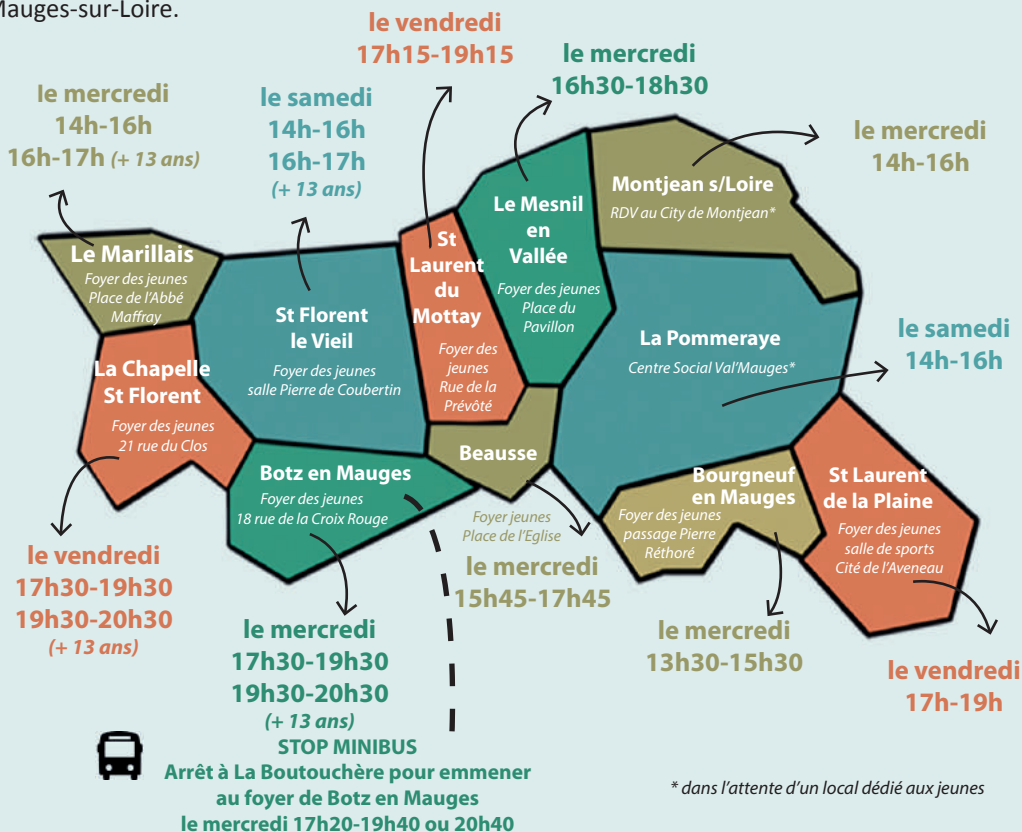 Mauges-sur-Loire.
le vendredi
17h15-19h15
le mercredi
16h30-18h30
le mercredi
14h-16h
16h-17h (+ 13 ans)
le samedi
14h-16h
16h-17h
(+ 13 ans)
le mercredi
14h-16h
Montjean s/Loire
RDV au City de Montjean*
Le Mesnil
en
Vallée
Foyer des jeunes
Place du
Pavillon
St
Laurent
du
Mottay
Foyer des
jeunes
Rue de la
Prévôté
Le Marillais
Foyer des jeunes
Place de l'Abbé
Maffray
St Florent
le Vieil
Foyer des jeunes
salle Pierre de Coubertin
La Pommeraye
Centre Social Val'Mauges*
le samedi
14h-16h
La Chapelle
St Florent
Foyer des jeunes
21 rue du Clos
Botz en Mauges
Foyer des jeunes
18 rue de la Croix Rouge
Beausse
Foyer jeunes
Place de l'Eglise
Bourgneuf
en Mauges
Foyer des jeunes
passage Pierre
Réthoré
St Laurent
de la Plaine
Foyer des jeunes
salle de sports
Cité de l'Aveneau
le vendredi
17h30-19h30
19h30-20h30
(+ 13 ans)
le mercredi
15h45-17h45
le mercredi
17h30-19h30
19h30-20h30
(+ 13 ans)
le mercredi
13h30-15h30
le vendredi
17h-19h
STOP MINIBUS
Arrêt à La Boutouchère pour emmener
au foyer de Botz en Mauges
le mercredi 17h20-19h40 ou 20h40
* dans l'attente d'un local dédié aux jeunes